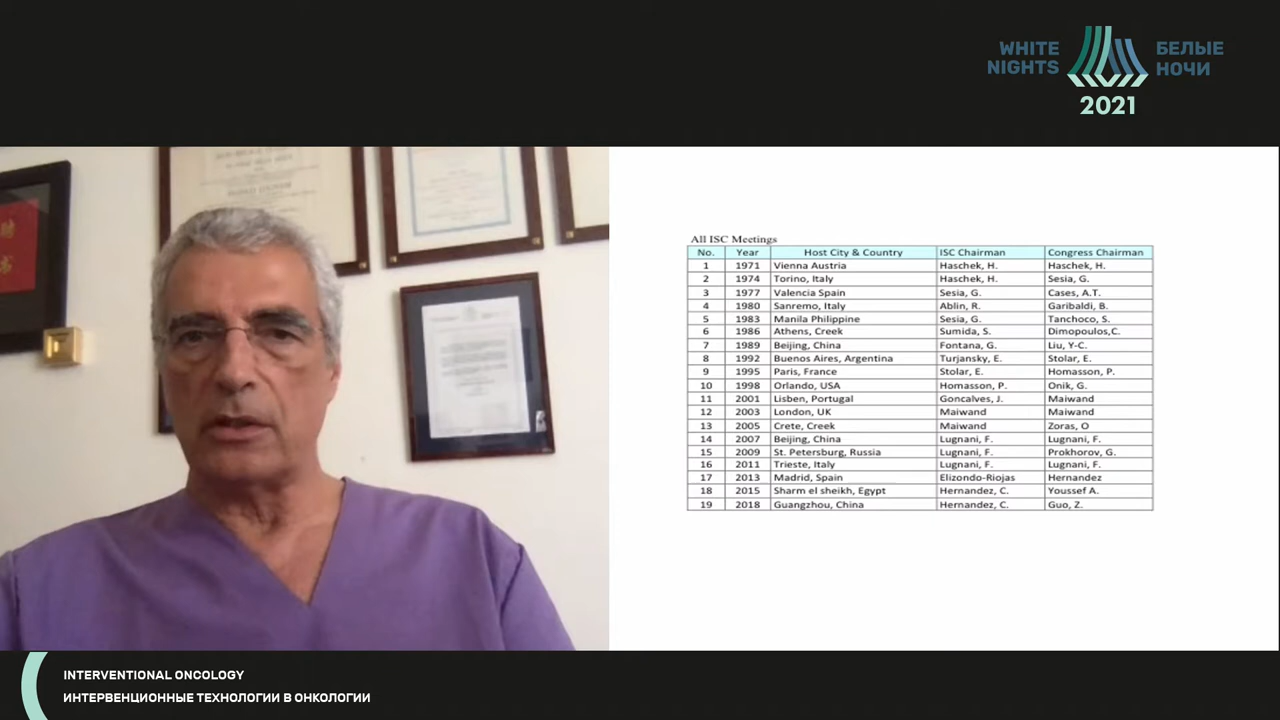 WHITE
NIGHTS
БЕЛЫЕ
НОЧИ
2021
All ISC Meetings
No. Year Host City & Country ISC Chairman Congress Chairman
1 1971 Vienna Austria Haschek, H. Haschek, H.
2 1974 Torino, Italy Haschek, H. Sesia, G.
3 1977 Valencia Spain Sesia, G. Cases, A.T.
4 1980 Sanremo, Italy Ablin, R. Garibaldi, B.
5 1983 Manila Philippine Sesia, G. Tanchoco, S.
6 1986 Athens, Creek Sumida, S. Dimopoulos,C.
7 1989 Beijing, China Fontana, G. Liu, Y-C.
8 1992 Buenos Aires, Argentina Turjansky, E. Stolar, E.
9 1995 Paris, France Stolar, E. Homasson, P.
10 1998 Orlando, USA Homasson, P. Onik, G.
11 2001 Lisben, Portugal Goncalves, J. Maiwand
12 2003 London, UK Maiwand Maiwand
13 2005 Crete, Creek Maiwand Zoras, O
14 2007 Beijing, China Lugnani, F. Lugnani, F.
15 2009 St. Petersburg, Russia Lugnani, F. Prokhorov, G.
16 2011 Trieste, Italy Lugnani, F. Lugnani, F.
17 2013 Madrid, Spain Elizondo-Riojas Hernandez
18 2015 Sharm el sheikh, Egypt Hernandez, C. Youssef A.
19 2018 Guangzhou, China Hernandez, C. Guo, Z.
INTERVENTIONAL ONCOLOGY
ИНТЕРВЕНЦИОННЫЕ ТЕХНОЛОГИИ В ОНКОЛОГИИ